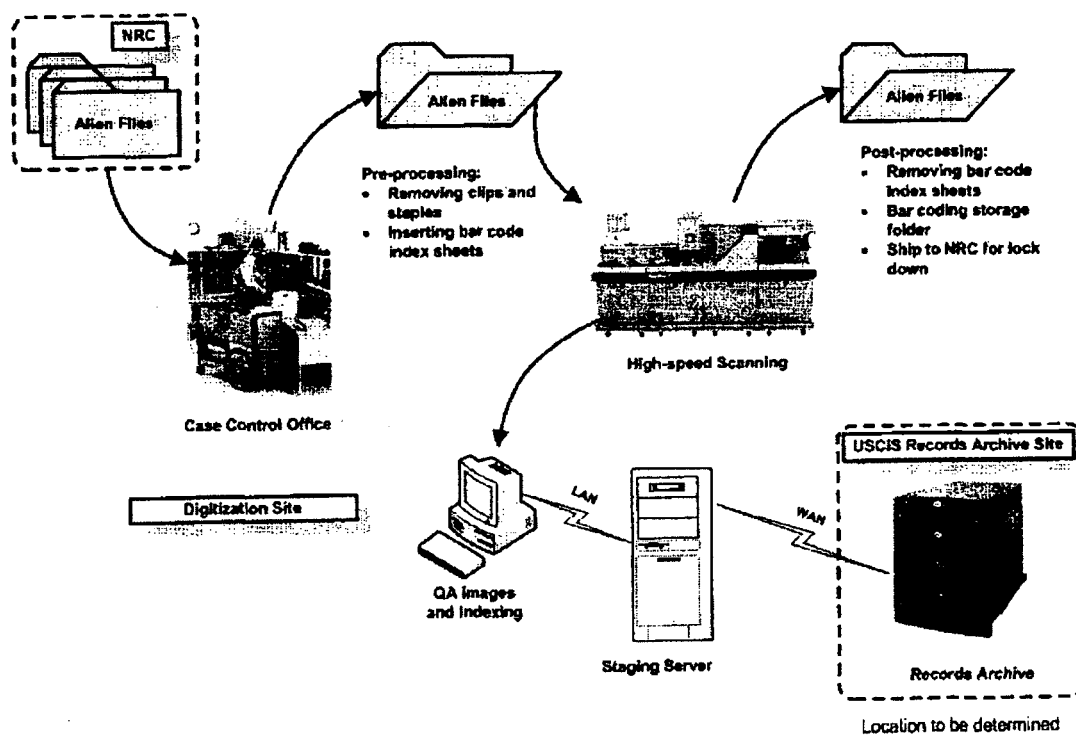 NRC
Alien Files
Alien Files
Alien Files
Pre-processing:
• Removing clips and
staples
• Inserting bar code
index sheets
Post-processing:
• Removing bar code
index sheets
• Bar coding storage
folder
• Ship to NRC for lock
down
High-speed Scanning
Case Control Office
USCIS Records Archive Site
Digitization Site
LAN
WAN
QA Images
and Indexing
Staging Server
Records Archive
Location to be determined